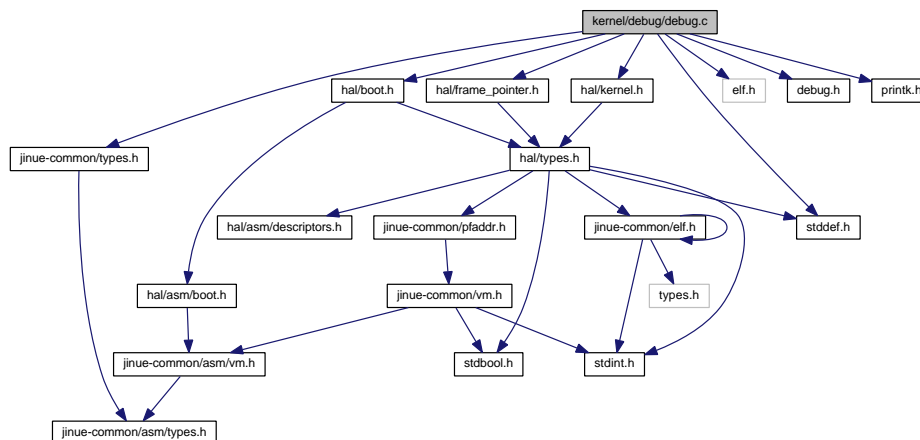 kernel/debug/debug.c
hal/boot.h
hal/frame_pointer.h
hal/kernel.h
elf.h
debug.h
printk.h
jinue-common/types.h
hal/types.h
hal/asm/descriptors.h
jinue-common/pfaddr.h
jinue-common/elf.h
stddef.h
hal/asm/boot.h
jinue-common/vm.h
types.h
jinue-common/asm/vm.h
stdbool.h
stdint.h
jinue-common/asm/types.h